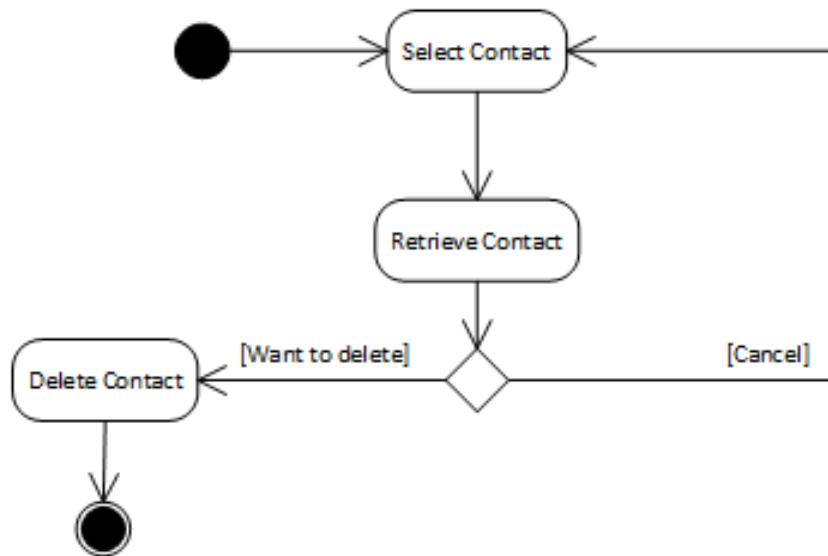 Select Contact
Retrieve Contact
[Want to delete]
[Cancel]
Delete Contact